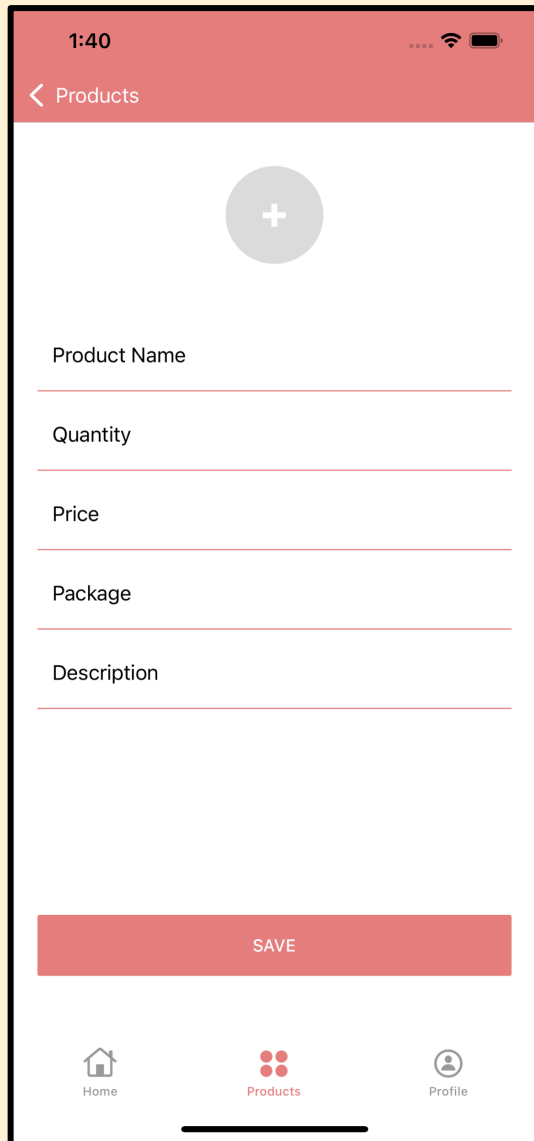 1:40
Products
Product Name
Quantity
Price
Package
Description
SAVE
Home Products Profile